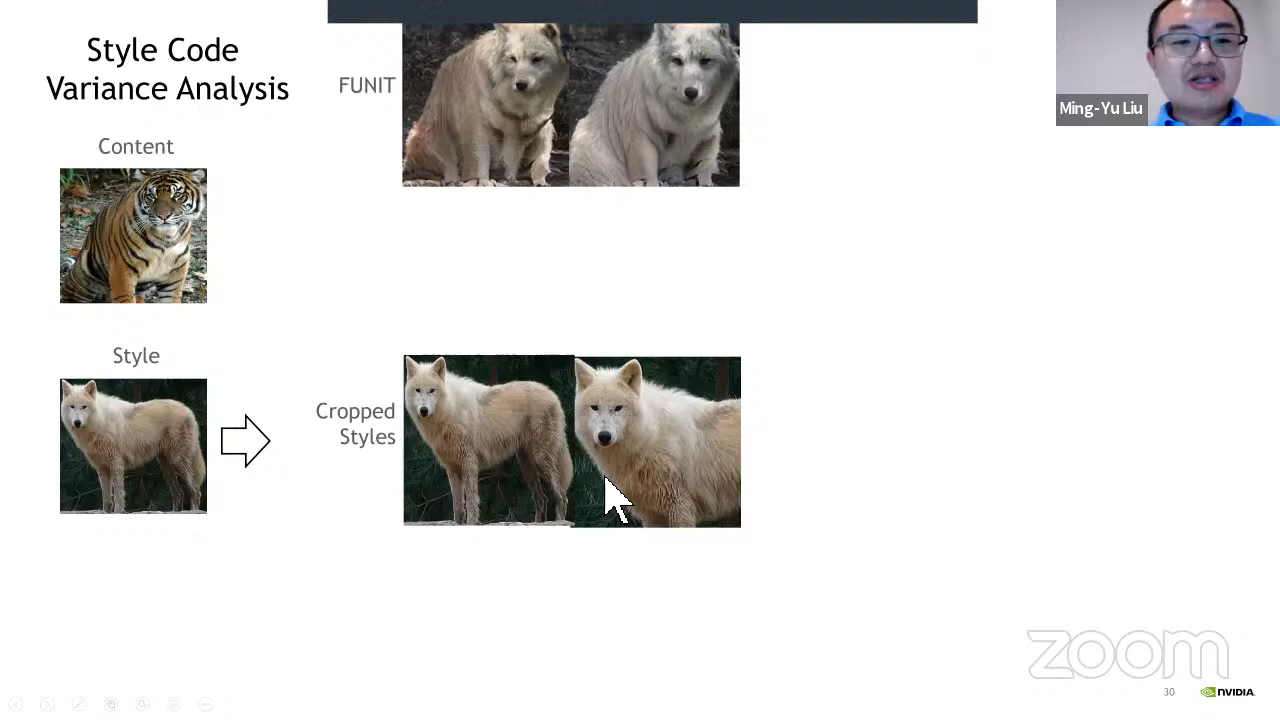 Style Code
Variance Analysis
FUNIT
Ming-Yu Liu
Content
Style
Cropped
Styles
zoom
30
NVIDIA.